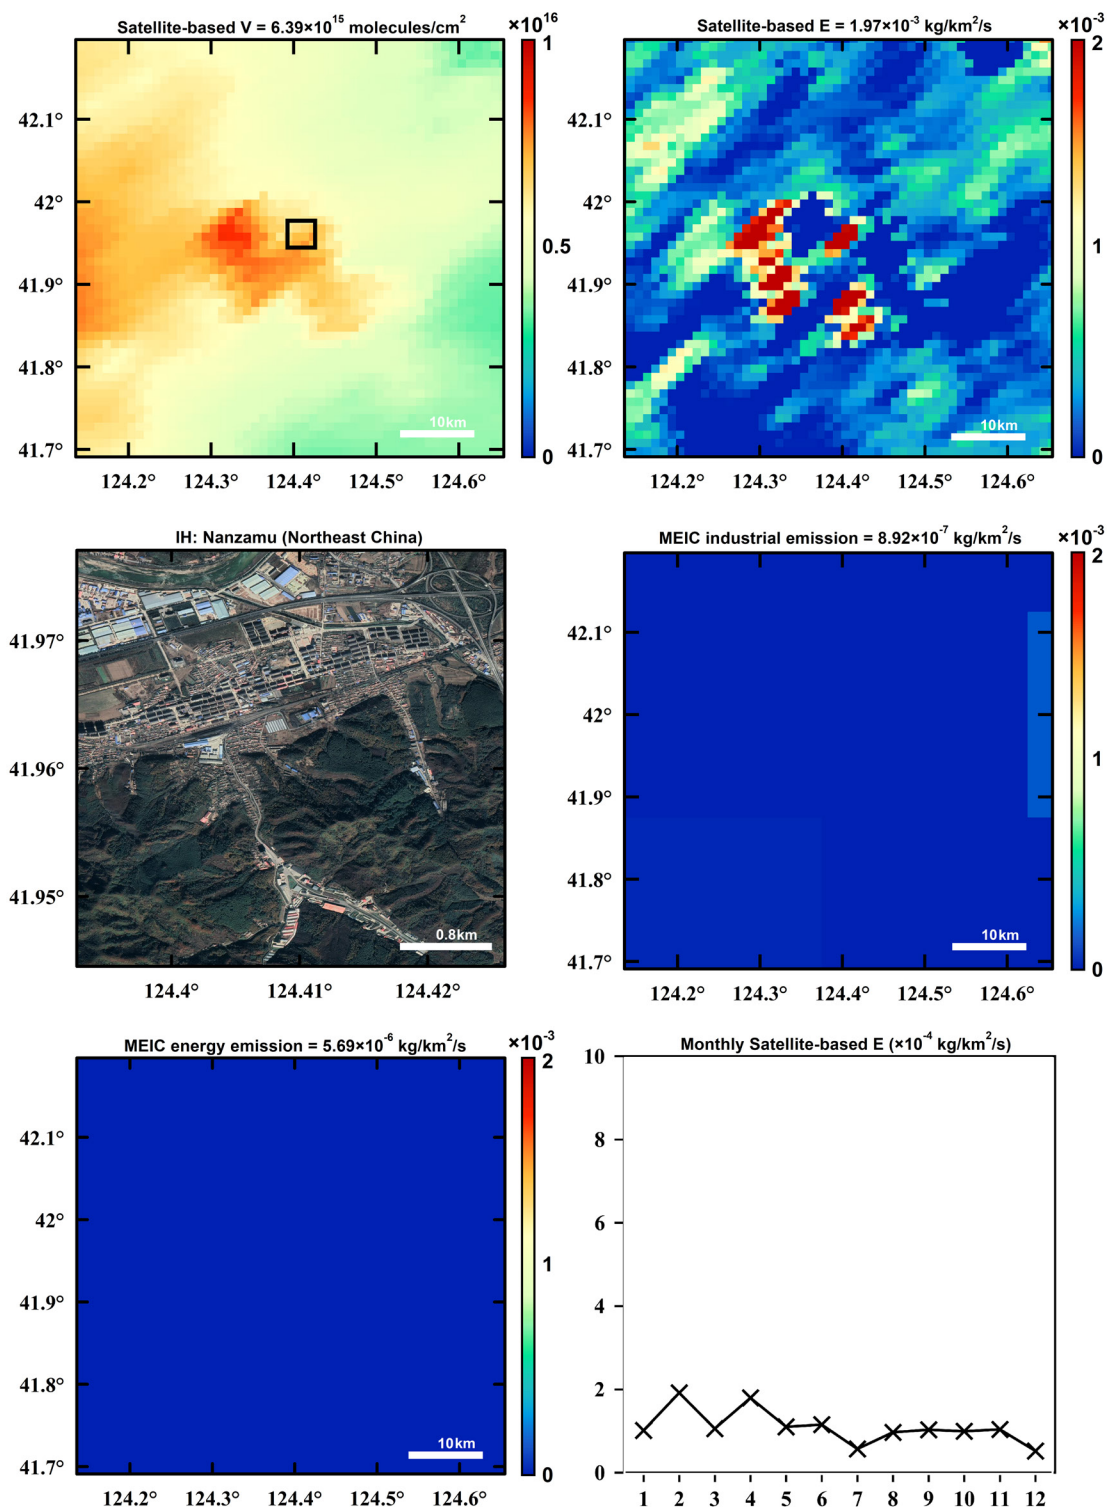 Satellite-based V = 6.39×10¹⁵ molecules/cm²
×10¹⁶
42.1°
42°
41.9°
41.8°
41.7°
124.2° 124.3° 124.4° 124.5° 124.6°
10km
1
0.5
0
Satellite-based E = 1.97×10⁻³ kg/km²/s
×10⁻³
42.1°
42°
41.9°
41.8°
41.7°
124.2° 124.3° 124.4° 124.5° 124.6°
10km
2
1
0
IH: Nanzamu (Northeast China)
41.97°
41.96°
41.95°
124.4° 124.41° 124.42°
0.8km
MEIC industrial emission = 8.92×10⁻⁷ kg/km²/s
×10⁻³
42.1°
42°
41.9°
41.8°
41.7°
124.2° 124.3° 124.4° 124.5° 124.6°
10km
2
1
0
MEIC energy emission = 5.69×10⁻⁶ kg/km²/s
×10⁻³
42.1°
42°
41.9°
41.8°
41.7°
124.2° 124.3° 124.4° 124.5° 124.6°
10km
2
1
0
Monthly Satellite-based E (×10⁻⁴ kg/km²/s)
10
8
6
4
2
0
1 2 3 4 5 6 7 8 9 10 11 12